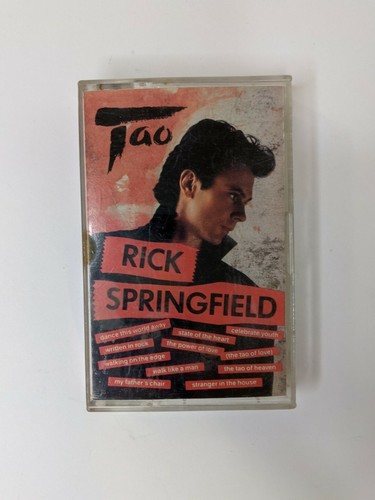 Tao
RICK
SPRINGFIELD
dance this world away
state of the heart
celebrate youth
written in rock
the power of love
(the tao of love)
walking on the edge
walk like a man
the tao of heaven
my father's chair
stranger in the house